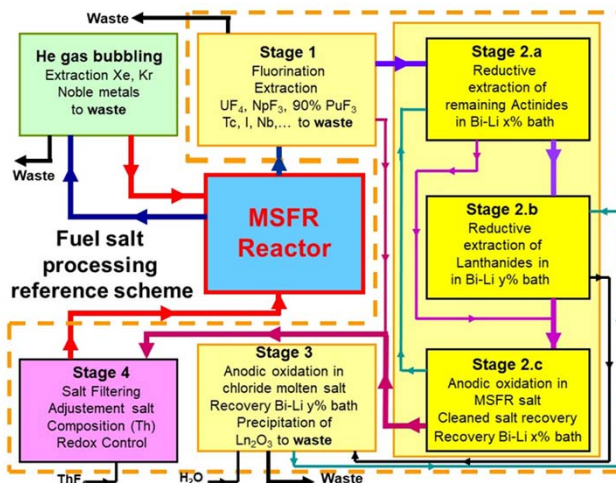 Waste
He gas bubbling
Extraction Xe, Kr
Noble metals
to waste
Waste
Stage 1
Fluorination
Extraction
UF₄, NpF₃, 90% PuF₃
Tc, I, Nb,... to waste
Stage 2.a
Reductive
extraction of
remaining Actinides
in Bi-Li x% bath
MSFR
Reactor
Stage 2.b
Reductive
extraction of
Lanthanides in
in Bi-Li y% bath
Fuel salt
processing
reference scheme
Stage 4
Salt Filtering
Adjustement salt
Composition (Th)
Redox Control
Stage 3
Anodic oxidation in
chloride molten salt
Recovery Bi-Li y% bath
Precipitation of
Ln₂O₃ to waste
Stage 2.c
Anodic oxidation in
MSFR salt
Cleaned salt recovery
Recovery Bi-Li x% bath
ThF
H₂O
Waste